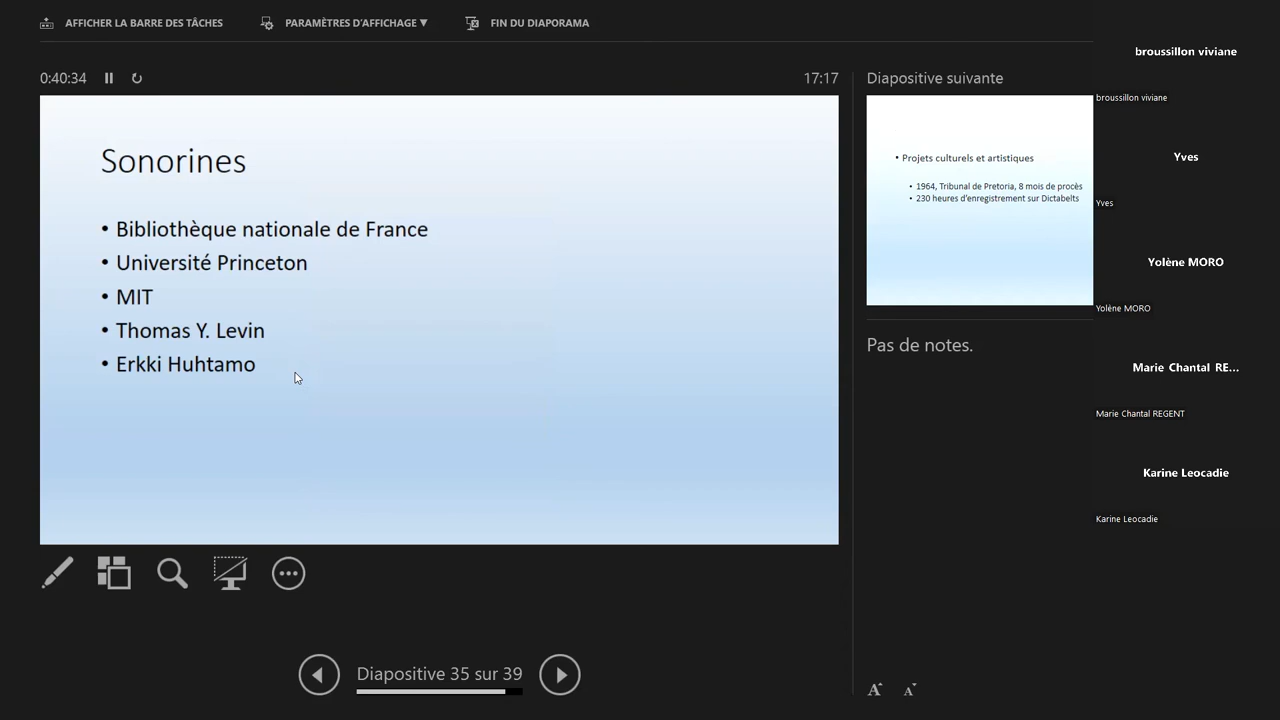 AFFICHER LA BARRE DES TÂCHES
PARAMÈTRES D'AFFICHAGE ▼
FIN DU DIAPORAMA
0:40:34
17:17
Sonorines
• Bibliothèque nationale de France
• Université Princeton
• MIT
• Thomas Y. Levin
• Erkki Huhtamo
Diapositive 35 sur 39
Diapositive suivante
• Projets culturels et artistiques
• 1964, Tribunal de Pretoria, 8 mois de procès
• 230 heures d'enregistrement sur Dictabelts
Pas de notes.
A A
broussillon viviane
broussillon viviane
Yves
Yves
Yolène MORO
Yolène MORO
Marie Chantal RE...
Marie Chantal REGENT
Karine Leocadie
Karine Leocadie